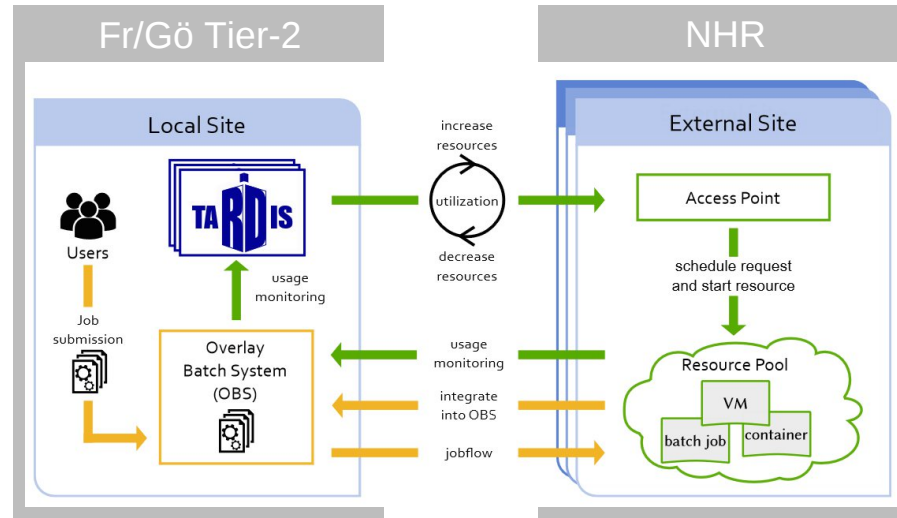 Fr/Gö Tier-2
NHR
Local Site
External Site
TARDIS
Users
Job
submission
usage
monitoring
Overlay
Batch System
(OBS)
increase
resources
utilization
decrease
resources
usage
monitoring
integrate
into OBS
jobflow
Access Point
schedule request
and start resource
Resource Pool
VM
batch job
container